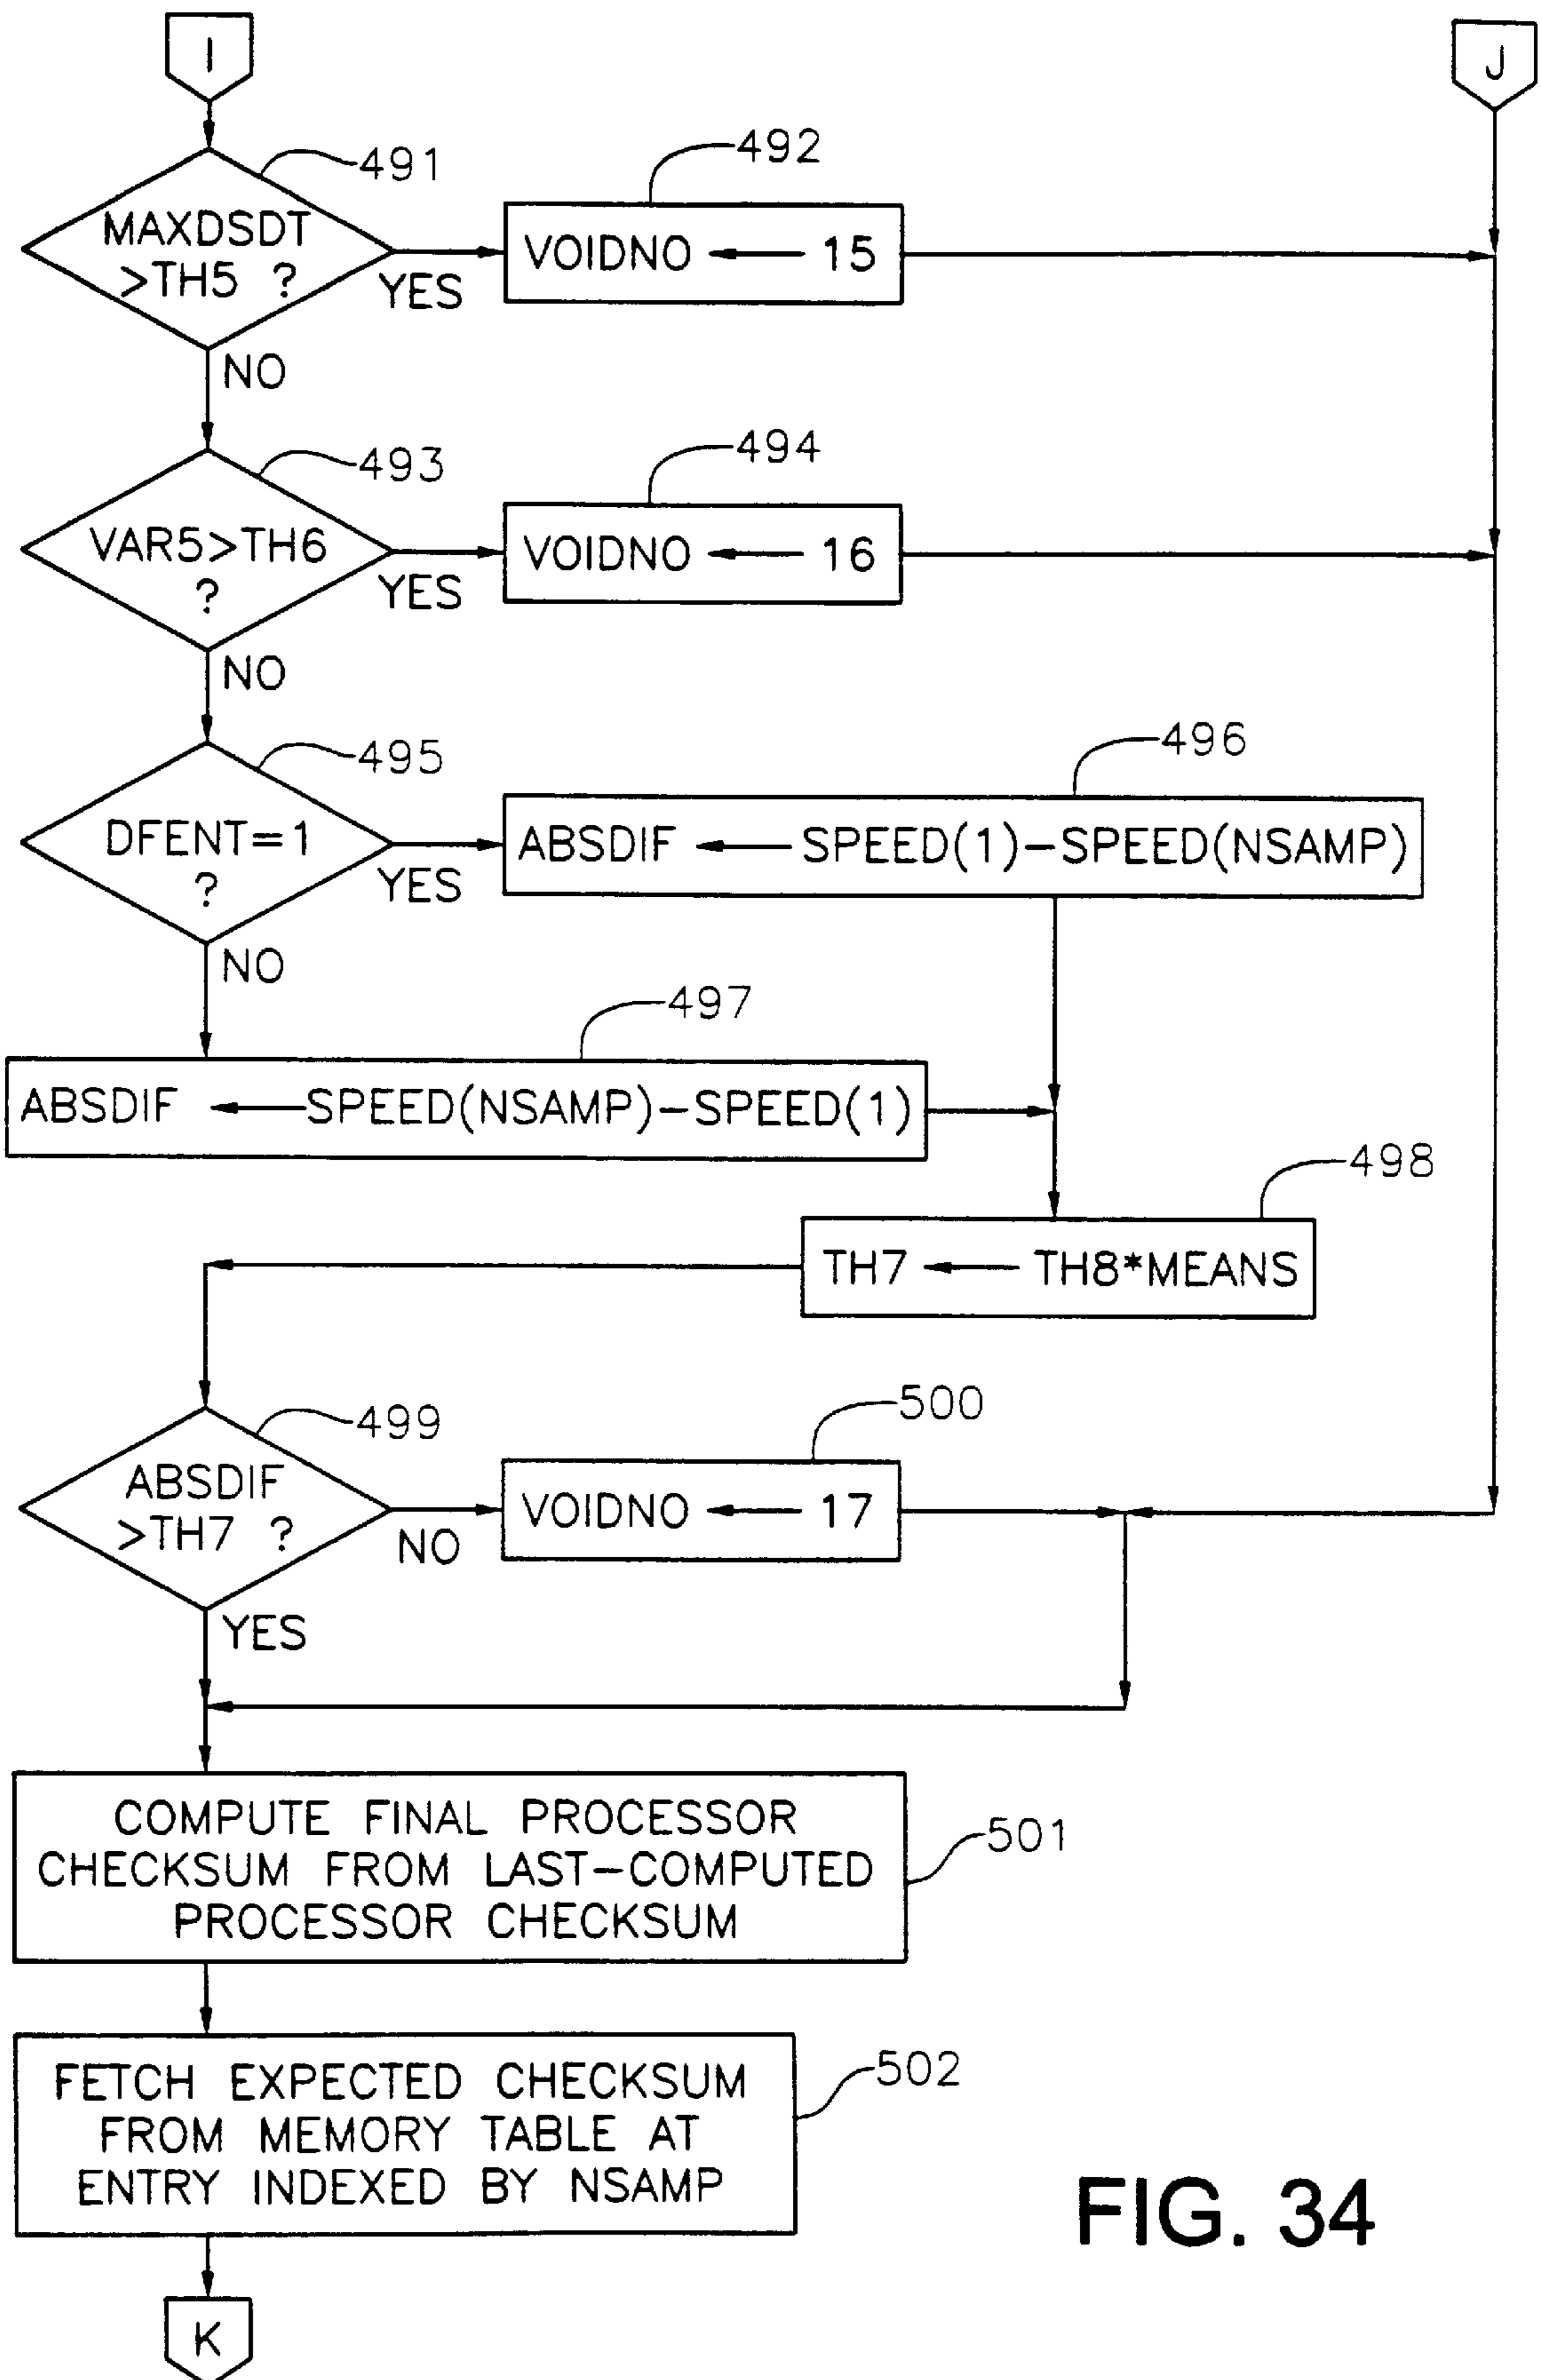 I
J
491
MAXDSDT
>TH5 ?
YES
NO
492
VOIDNO ← 15
493
VAR5>TH6
?
YES
NO
494
VOIDNO ← 16
495
DFENT=1
?
YES
NO
496
ABSDIF ← SPEED(1)-SPEED(NSAMP)
497
ABSDIF ← SPEED(NSAMP)-SPEED(1)
498
TH7 ← TH8*MEANS
499
ABSDIF
>TH7 ?
NO
YES
500
VOIDNO ← 17
COMPUTE FINAL PROCESSOR
CHECKSUM FROM LAST-COMPUTED
PROCESSOR CHECKSUM
501
FETCH EXPECTED CHECKSUM
FROM MEMORY TABLE AT
ENTRY INDEXED BY NSAMP
502
K
FIG. 34